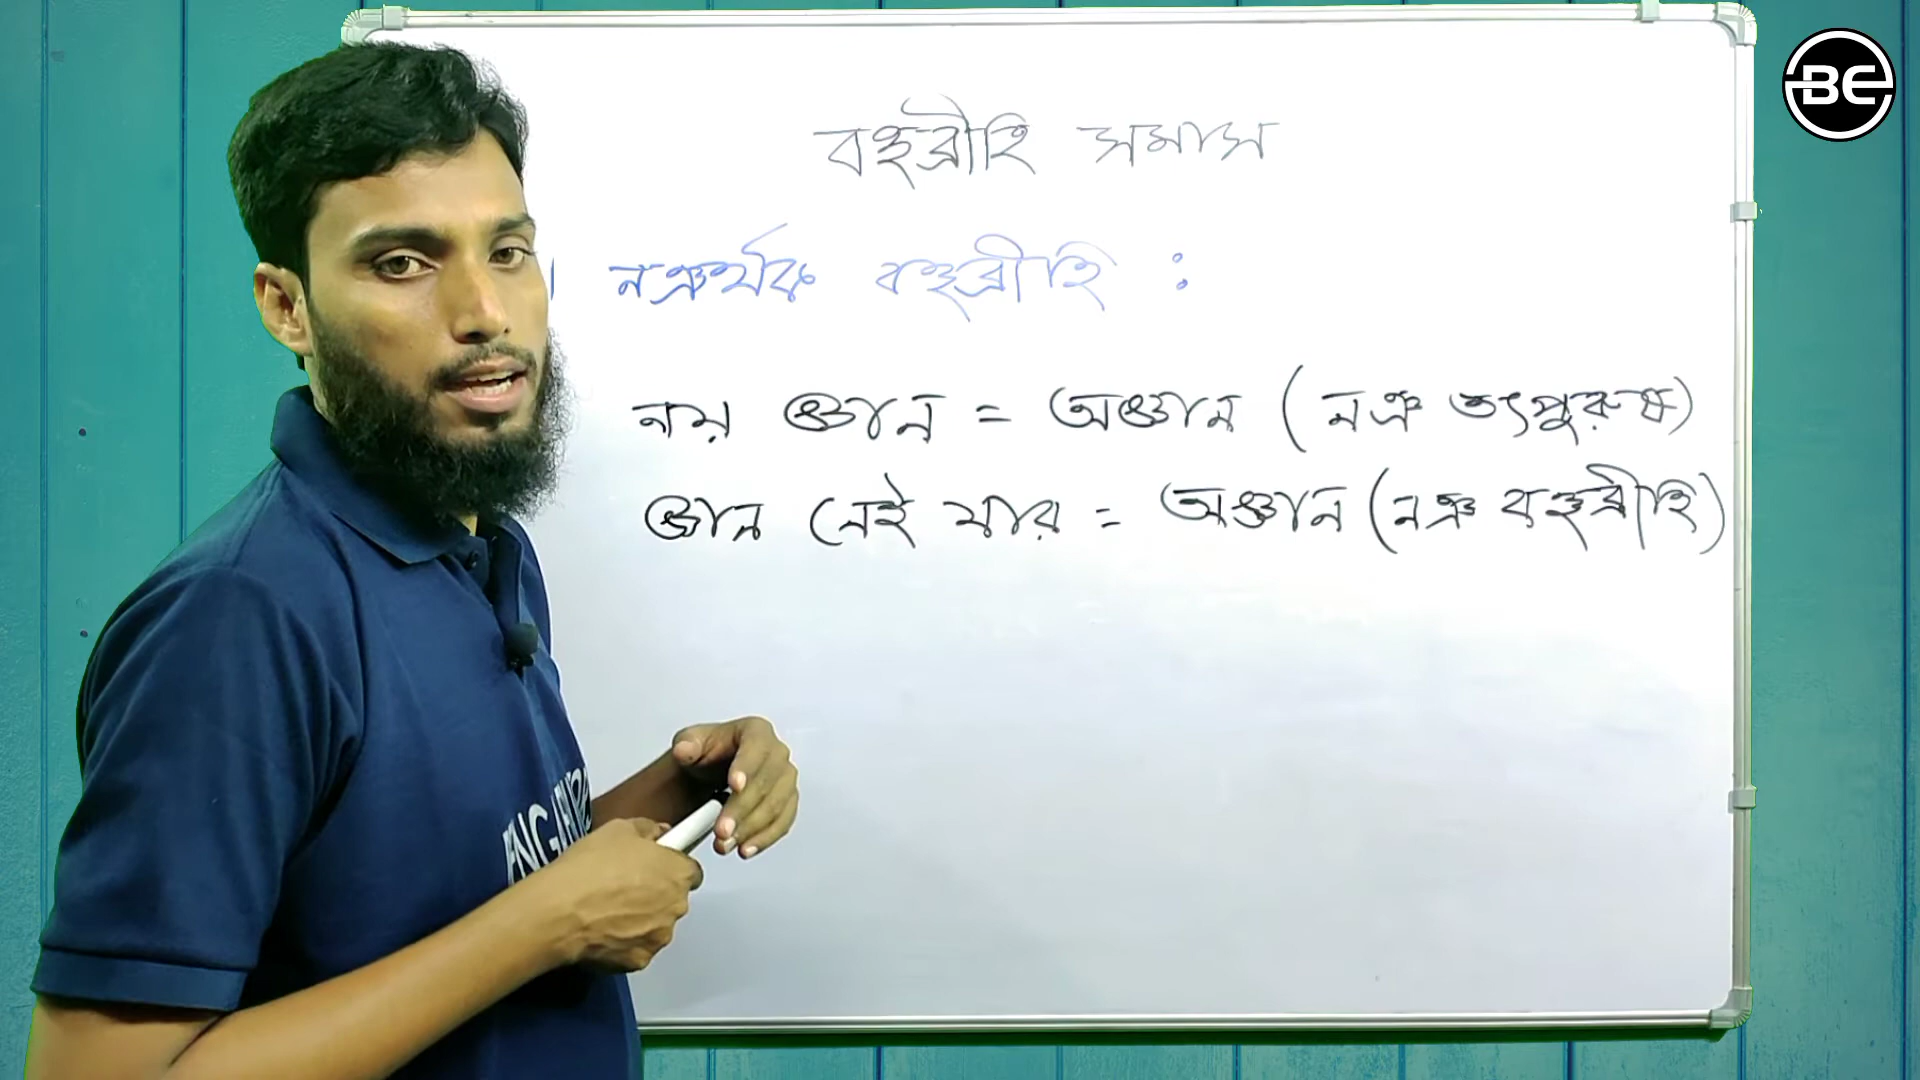 BE
বহুব্রীহি সমাস
। নঞর্থক বহুব্রীহি :
নয় জ্ঞান = অজ্ঞান (নঞ তৎপুরুষ)
জ্ঞান নেই যার = অজ্ঞান (নঞ বহুব্রীহি)